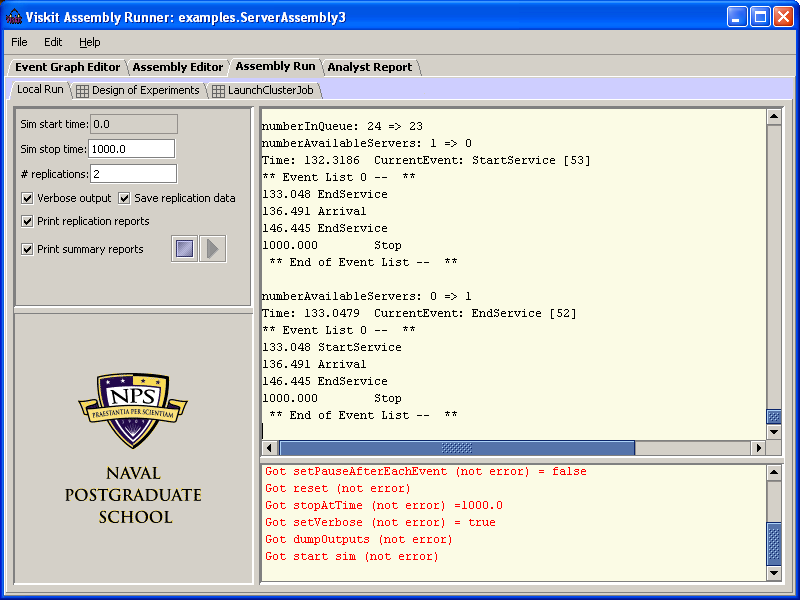 Viskit Assembly Runner: examples.ServerAssembly3
File Edit Help
Event Graph Editor Assembly Editor Assembly Run Analyst Report
Local Run Design of Experiments LaunchClusterJob
Sim start time: 0.0
Sim stop time: 1000.0
# replications: 2
Verbose output Save replication data
Print replication reports
Print summary reports
NPS
PRAESTANTIA PER SCIENTIAM
1909
NAVAL
POSTGRADUATE
SCHOOL
numberInQueue: 24 => 23
numberAvailableServers: 1 => 0
Time: 132.3186 CurrentEvent: StartService [53]
** Event List 0 -- **
133.048 EndService
136.491 Arrival
146.445 EndService
1000.000 Stop
** End of Event List -- **
numberAvailableServers: 0 => 1
Time: 133.0479 CurrentEvent: EndService [52]
** Event List 0 -- **
133.048 StartService
136.491 Arrival
146.445 EndService
1000.000 Stop
** End of Event List -- **
Got setPauseAfterEachEvent (not error) = false
Got reset (not error)
Got stopAtTime (not error) =1000.0
Got setVerbose (not error) = true
Got dumpOutputs (not error)
Got start sim (not error)